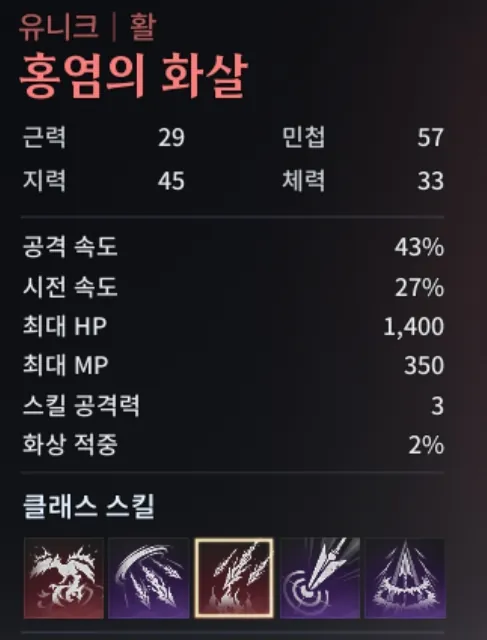 유니크 | 활
홍염의 화살
근력 29 민첩 57
지력 45 체력 33
공격 속도 43%
시전 속도 27%
최대 HP 1,400
최대 MP 350
스킬 공격력 3
화상 적중 2%
클래스 스킬